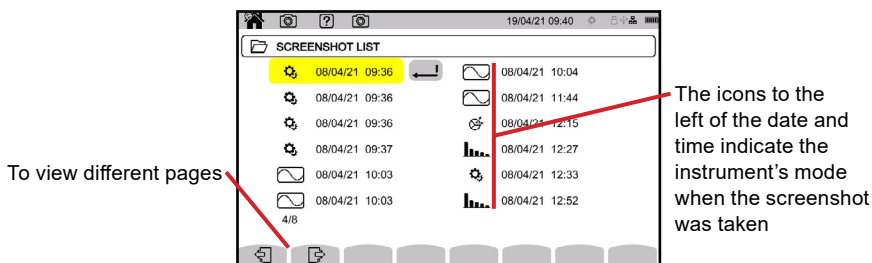 ?
19/04/21 09:40
SCREENSHOT LIST
08/04/21 09:36
08/04/21 10:04
08/04/21 09:36
08/04/21 11:44
08/04/21 09:36
08/04/21 12:15
08/04/21 09:37
08/04/21 12:27
08/04/21 10:03
08/04/21 12:33
08/04/21 10:03
08/04/21 12:52
4/8
To view different pages
The icons to the
left of the date and
time indicate the
instrument's mode
when the screenshot
was taken